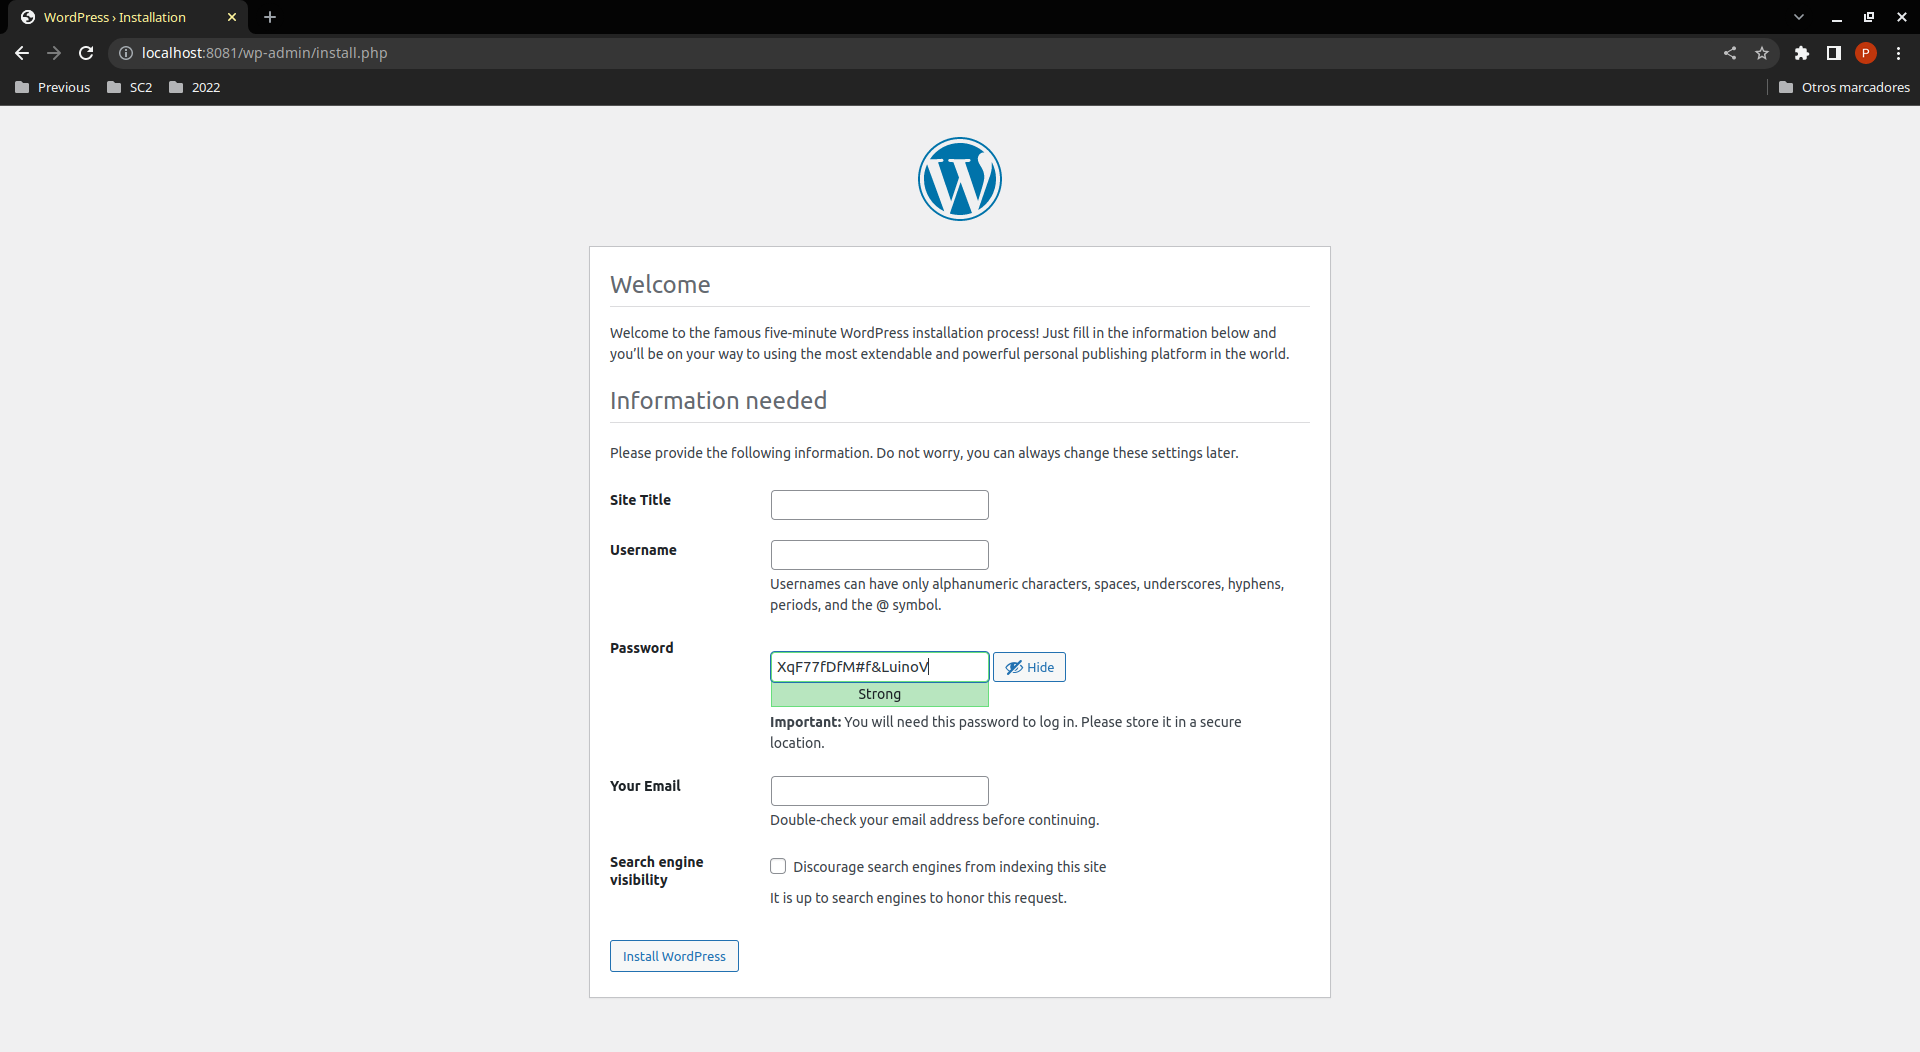 WordPress › Installation
localhost:8081/wp-admin/install.php
P
Previous
SC2
2022
Otros marcadores
W
Welcome
Welcome to the famous five-minute WordPress installation process! Just fill in the information below and
you’ll be on your way to using the most extendable and powerful personal publishing platform in the world.
Information needed
Please provide the following information. Do not worry, you can always change these settings later.
Site Title
Username
Usernames can have only alphanumeric characters, spaces, underscores, hyphens,
periods, and the @ symbol.
Password
XqF77fDfM#f&LuinoV
Hide
Strong
Important: You will need this password to log in. Please store it in a secure
location.
Your Email
Double-check your email address before continuing.
Search engine
visibility
Discourage search engines from indexing this site
It is up to search engines to honor this request.
Install WordPress